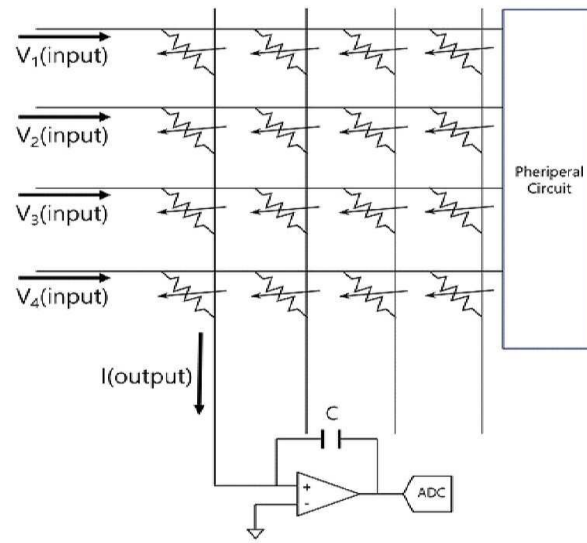 V₁(input)
V₂(input)
V₃(input)
V₄(input)
Pheriperal
Circuit
I(output)
C
+
-
ADC